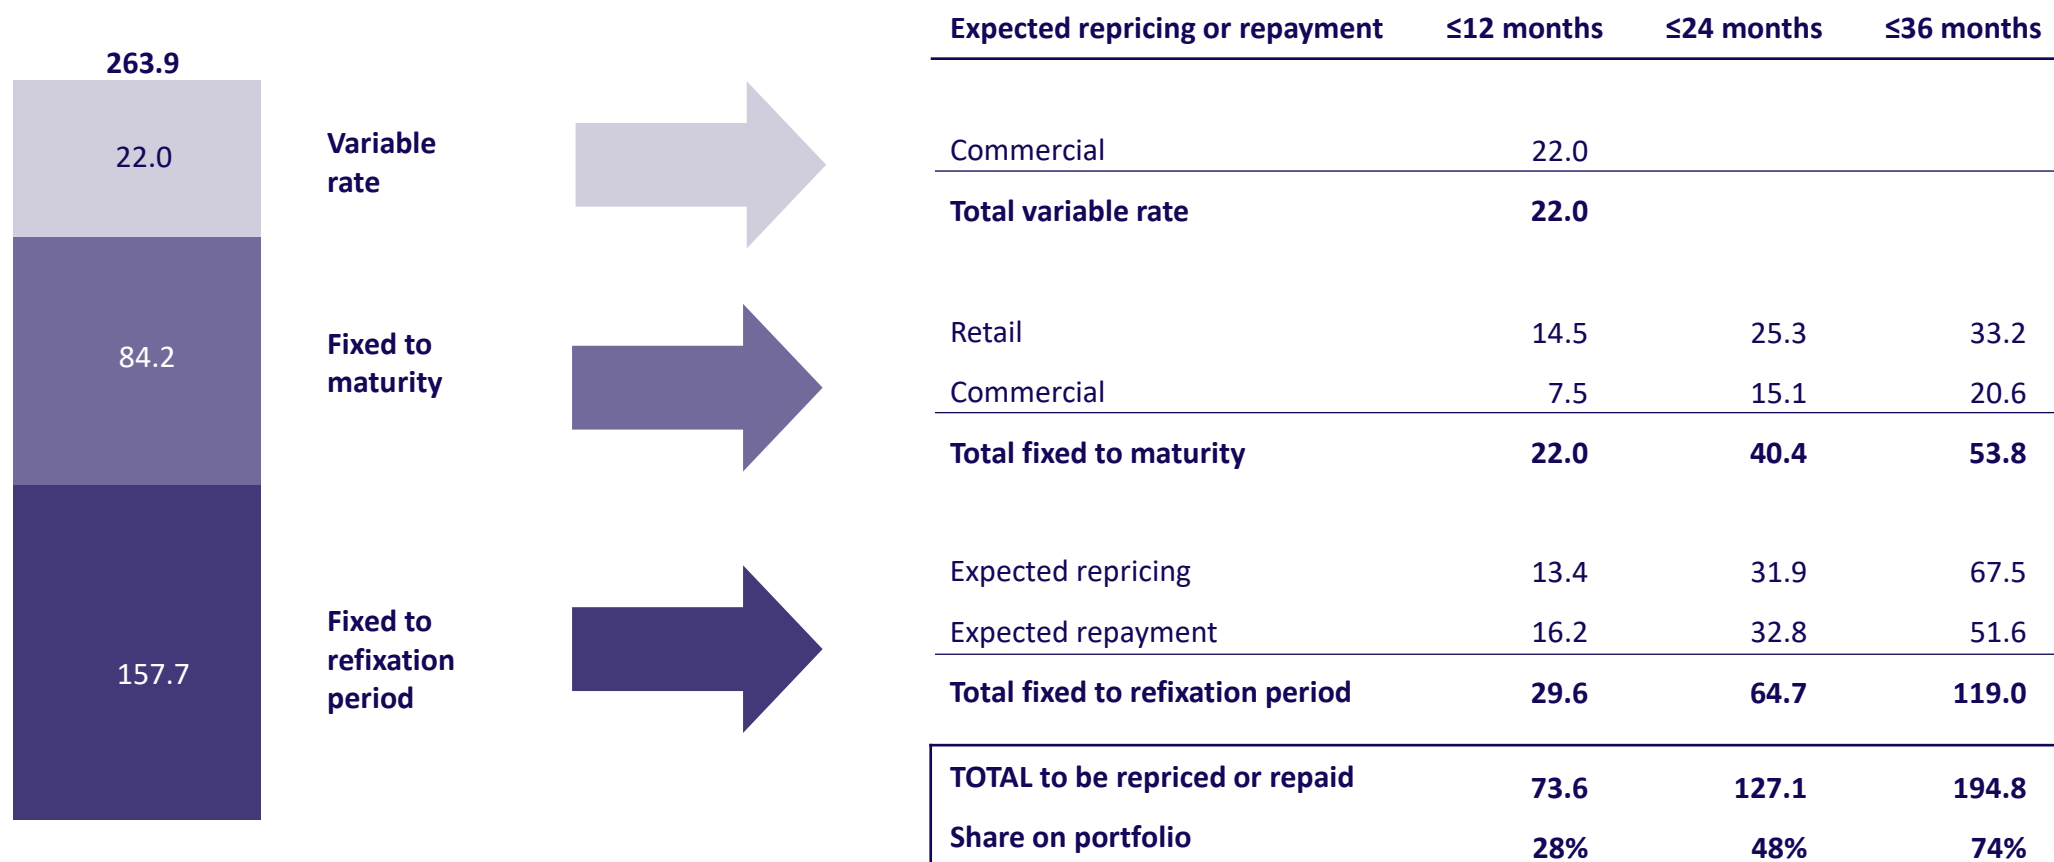 263.9
22.0
84.2
157.7
Variable
rate
Fixed to
maturity
Fixed to
refixation
period
Expected repricing or repayment ≤12 months ≤24 months ≤36 months
Commercial 22.0
Total variable rate 22.0
Retail 14.5 25.3 33.2
Commercial 7.5 15.1 20.6
Total fixed to maturity 22.0 40.4 53.8
Expected repricing 13.4 31.9 67.5
Expected repayment 16.2 32.8 51.6
Total fixed to refixation period 29.6 64.7 119.0
TOTAL to be repriced or repaid 73.6 127.1 194.8
Share on portfolio 28% 48% 74%